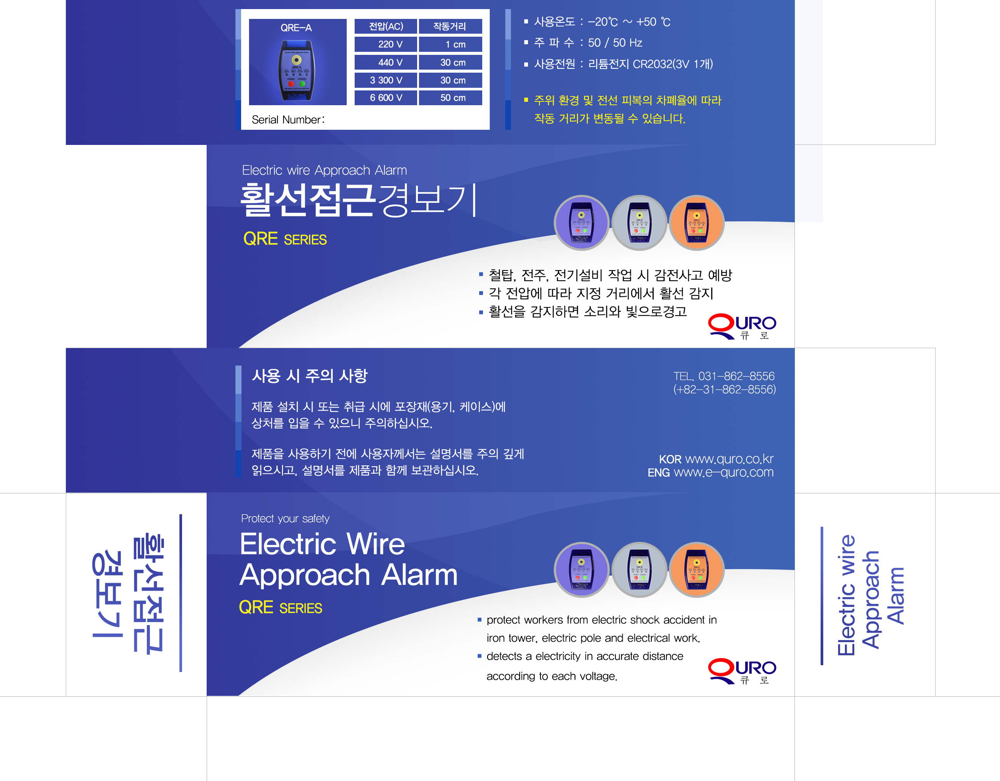 QRE-A
Electric Wire Approach Alarm
QRE-A
POWER CONVER.
전압(AC) 작동거리
220 V 1 cm
440 V 30 cm
3 300 V 30 cm
6 600 V 50 cm
Serial Number:
사용온도 : -20℃ ~ +50 ℃
주 파 수 : 50 / 50 Hz
사용전원 : 리튬전지 CR2032(3V 1개)
주위 환경 및 전선 피복의 차폐율에 따라
작동 거리가 변동될 수 있습니다.
Electric wire Approach Alarm
활선접근경보기
QRE SERIES
철탑, 전주, 전기설비 작업 시 감전사고 예방
각 전압에 따라 지정 거리에서 활선 감지
활선을 감지하면 소리와 빛으로경고
QURO
큐 로
사용 시 주의 사항
제품 설치 시 또는 취급 시에 포장재(용기, 케이스)에
상처를 입을 수 있으니 주의하십시오.
제품을 사용하기 전에 사용자께서는 설명서를 주의 깊게
읽으시고, 설명서를 제품과 함께 보관하십시오.
TEL. 031-862-8556
(+82-31-862-8556)
KOR www.quro.co.kr
ENG www.e-quro.com
활선접근
경보기
Protect your safety
Electric Wire
Approach Alarm
QRE SERIES
protect workers from electric shock accident in
iron tower, electric pole and electrical work.
detects a electricity in accurate distance
according to each voltage.
QURO
큐 로
Electric wire
Approach
Alarm